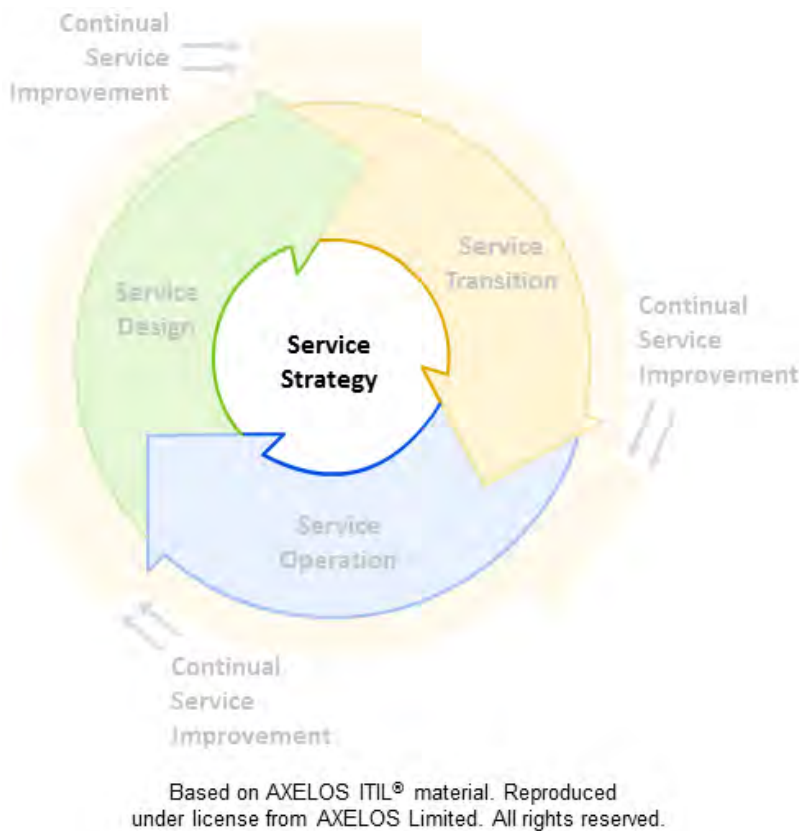 Continual
Service
Improvement
Service
Transition
Service
Design
Continual
Service
Improvement
Service
Strategy
Service
Operation
Continual
Service
Improvement
Based on AXELOS ITIL® material. Reproduced
under license from AXELOS Limited. All rights reserved.